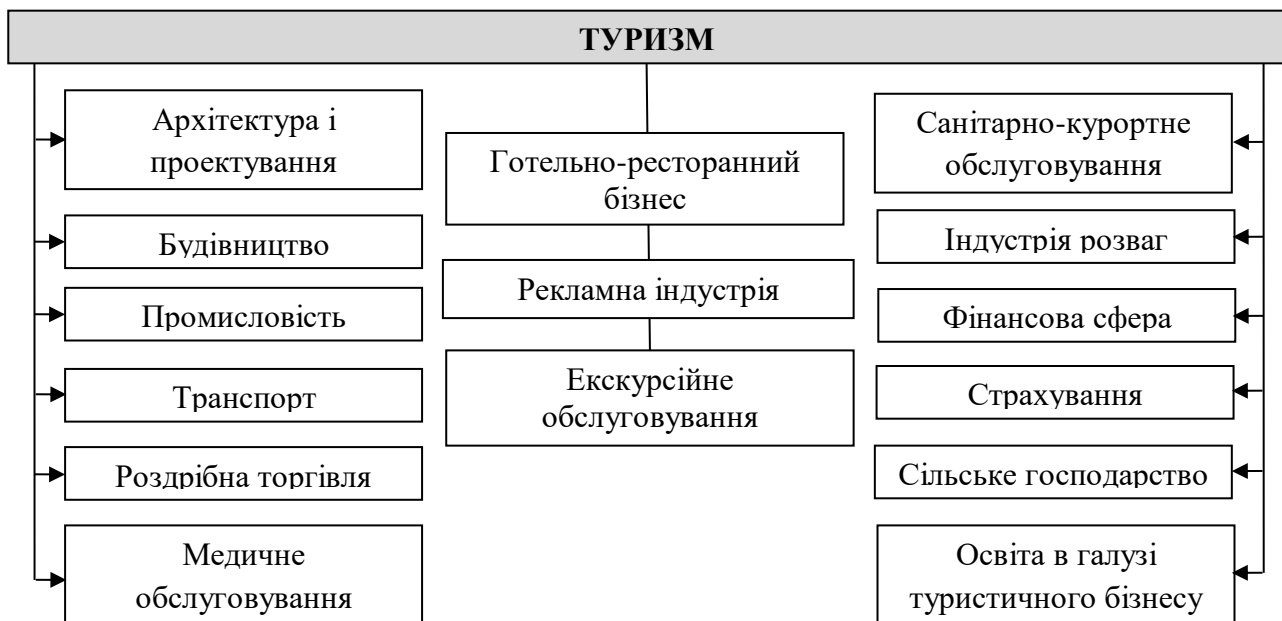 ТУРИЗМ
Архітектура і
проектування
Будівництво
Промисловість
Транспорт
Роздрібна торгівля
Медичне
обслуговування
Готельно-ресторанний
бізнес
Рекламна індустрія
Екскурсійне
обслуговування
Санітарно-курортне
обслуговування
Індустрія розваг
Фінансова сфера
Страхування
Сільське господарство
Освіта в галузі
туристичного бізнесу